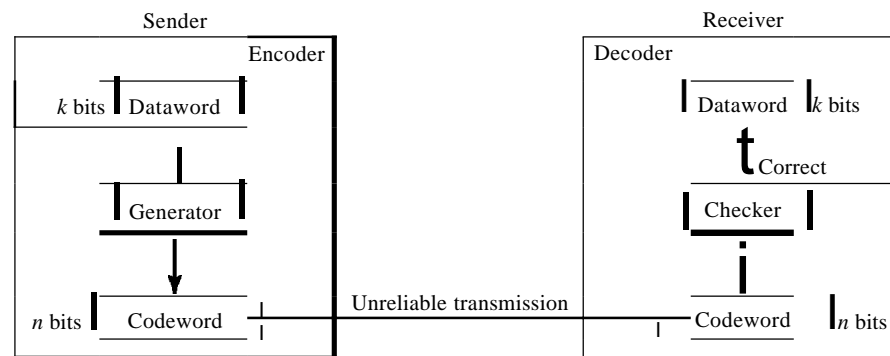 Sender
Receiver
Encoder
Decoder
k bits
Dataword
Dataword
k bits
Correct
Generator
Checker
Unreliable transmission
n bits
Codeword
Codeword
n bits